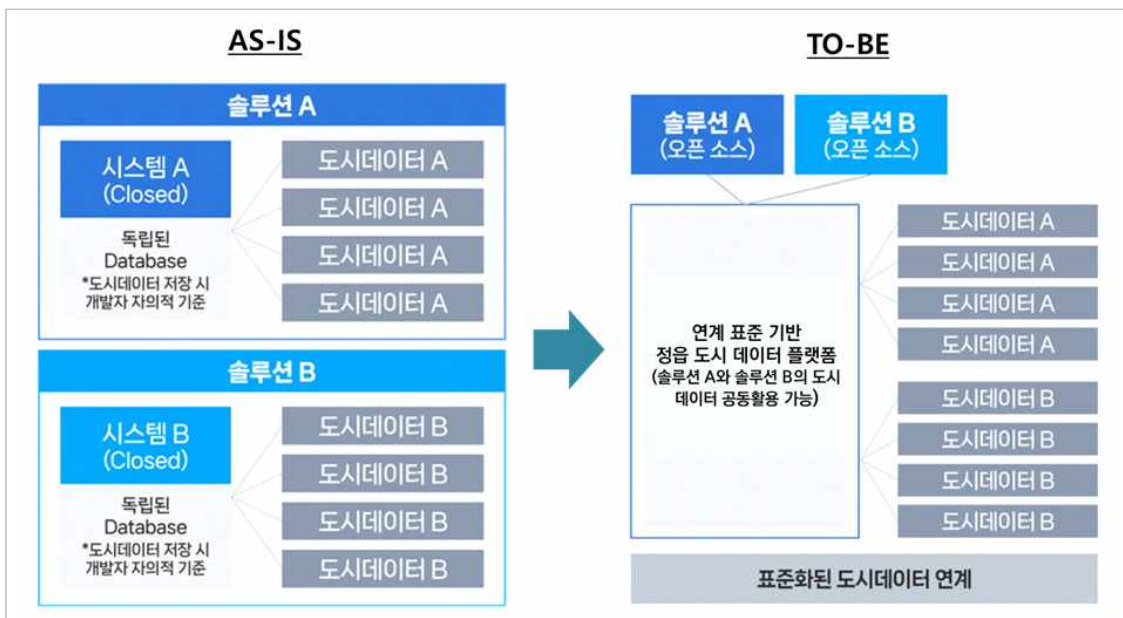 AS-IS
솔루션 A
시스템 A
(Closed)
독립된
Database
*도시데이터 저장 시
개발자 자의적 기준
도시데이터 A
도시데이터 A
도시데이터 A
도시데이터 A
솔루션 B
시스템 B
(Closed)
독립된
Database
*도시데이터 저장 시
개발자 자의적 기준
도시데이터 B
도시데이터 B
도시데이터 B
도시데이터 B
TO-BE
솔루션 A
(오픈 소스)
솔루션 B
(오픈 소스)
연계 표준 기반
정읍 도시 데이터 플랫폼
(솔루션 A와 솔루션 B의 도시
데이터 공동활용 가능)
도시데이터 A
도시데이터 A
도시데이터 A
도시데이터 A
도시데이터 B
도시데이터 B
도시데이터 B
도시데이터 B
표준화된 도시데이터 연계